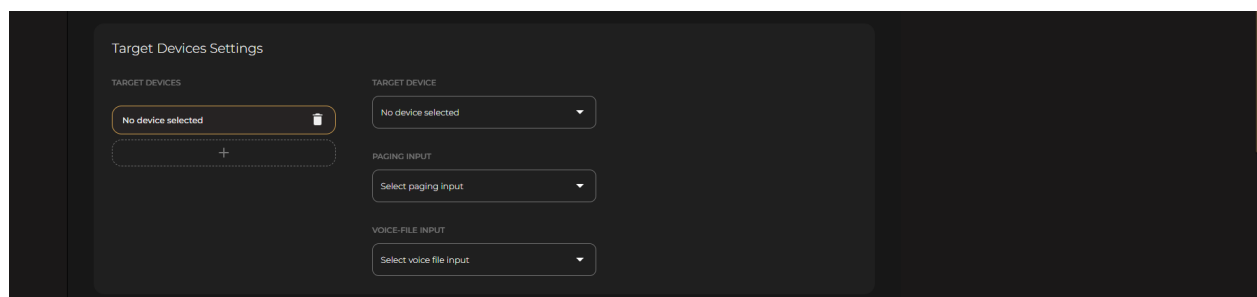 Target Devices Settings
TARGET DEVICES
No device selected
+
TARGET DEVICE
No device selected
PAGING INPUT
Select paging input
VOICE-FILE INPUT
Select voice file input